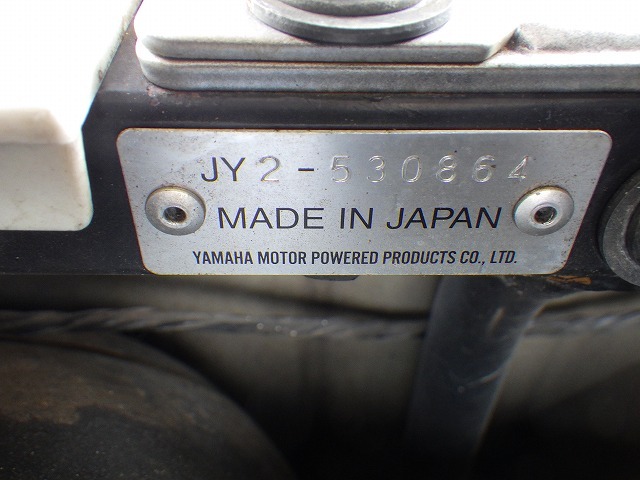 JY2-530864
MADE IN JAPAN
YAMAHA MOTOR POWERED PRODUCTS CO., LTD.